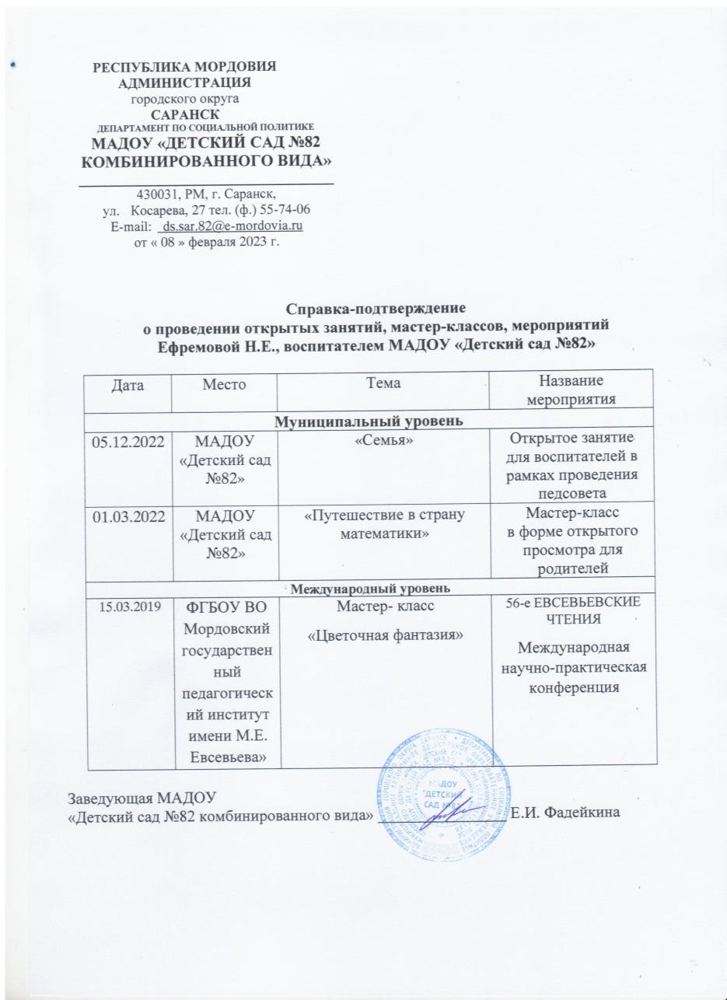 РЕСПУБЛИКА МОРДОВИЯ
АДМИНИСТРАЦИЯ
городского округа
САРАНСК
ДЕПАРТАМЕНТ ПО СОЦИАЛЬНОЙ ПОЛИТИКЕ
МАДОУ «ДЕТСКИЙ САД №82
КОМБИНИРОВАННОГО ВИДА»
430031, РМ, г. Саранск,
ул. Косарева, 27 тел. (ф.) 55-74-06
E-mail: ds.sar.82@e-mordovia.ru
от « 08 » февраля 2023 г.
Справка-подтверждение
о проведении открытых занятий, мастер-классов, мероприятий
Ефремовой Н.Е., воспитателем МАДОУ «Детский сад №82»
Дата
Место
Тема
Название
мероприятия
Муниципальный уровень
05.12.2022
МАДОУ
«Детский сад
№82»
«Семья»
Открытое занятие
для воспитателей в
рамках проведения
педсовета
01.03.2022
МАДОУ
«Детский сад
№82»
«Путешествие в страну
математики»
Мастер-класс
в форме открытого
просмотра для
родителей
Международный уровень
15.03.2019
ФГБОУ ВО
Мордовский
государствен
ный
педагогическ
ий институт
имени М.Е.
Евсевьева»
Мастер- класс
«Цветочная фантазия»
56-е ЕВСЕВЬЕВСКИЕ
ЧТЕНИЯ
Международная
научно-практическая
конференция
Заведующая МАДОУ
«Детский сад №82 комбинированного вида» Е.И. Фадейкина
МАДОУ
"ДЕТСКИЙ
САД №82"